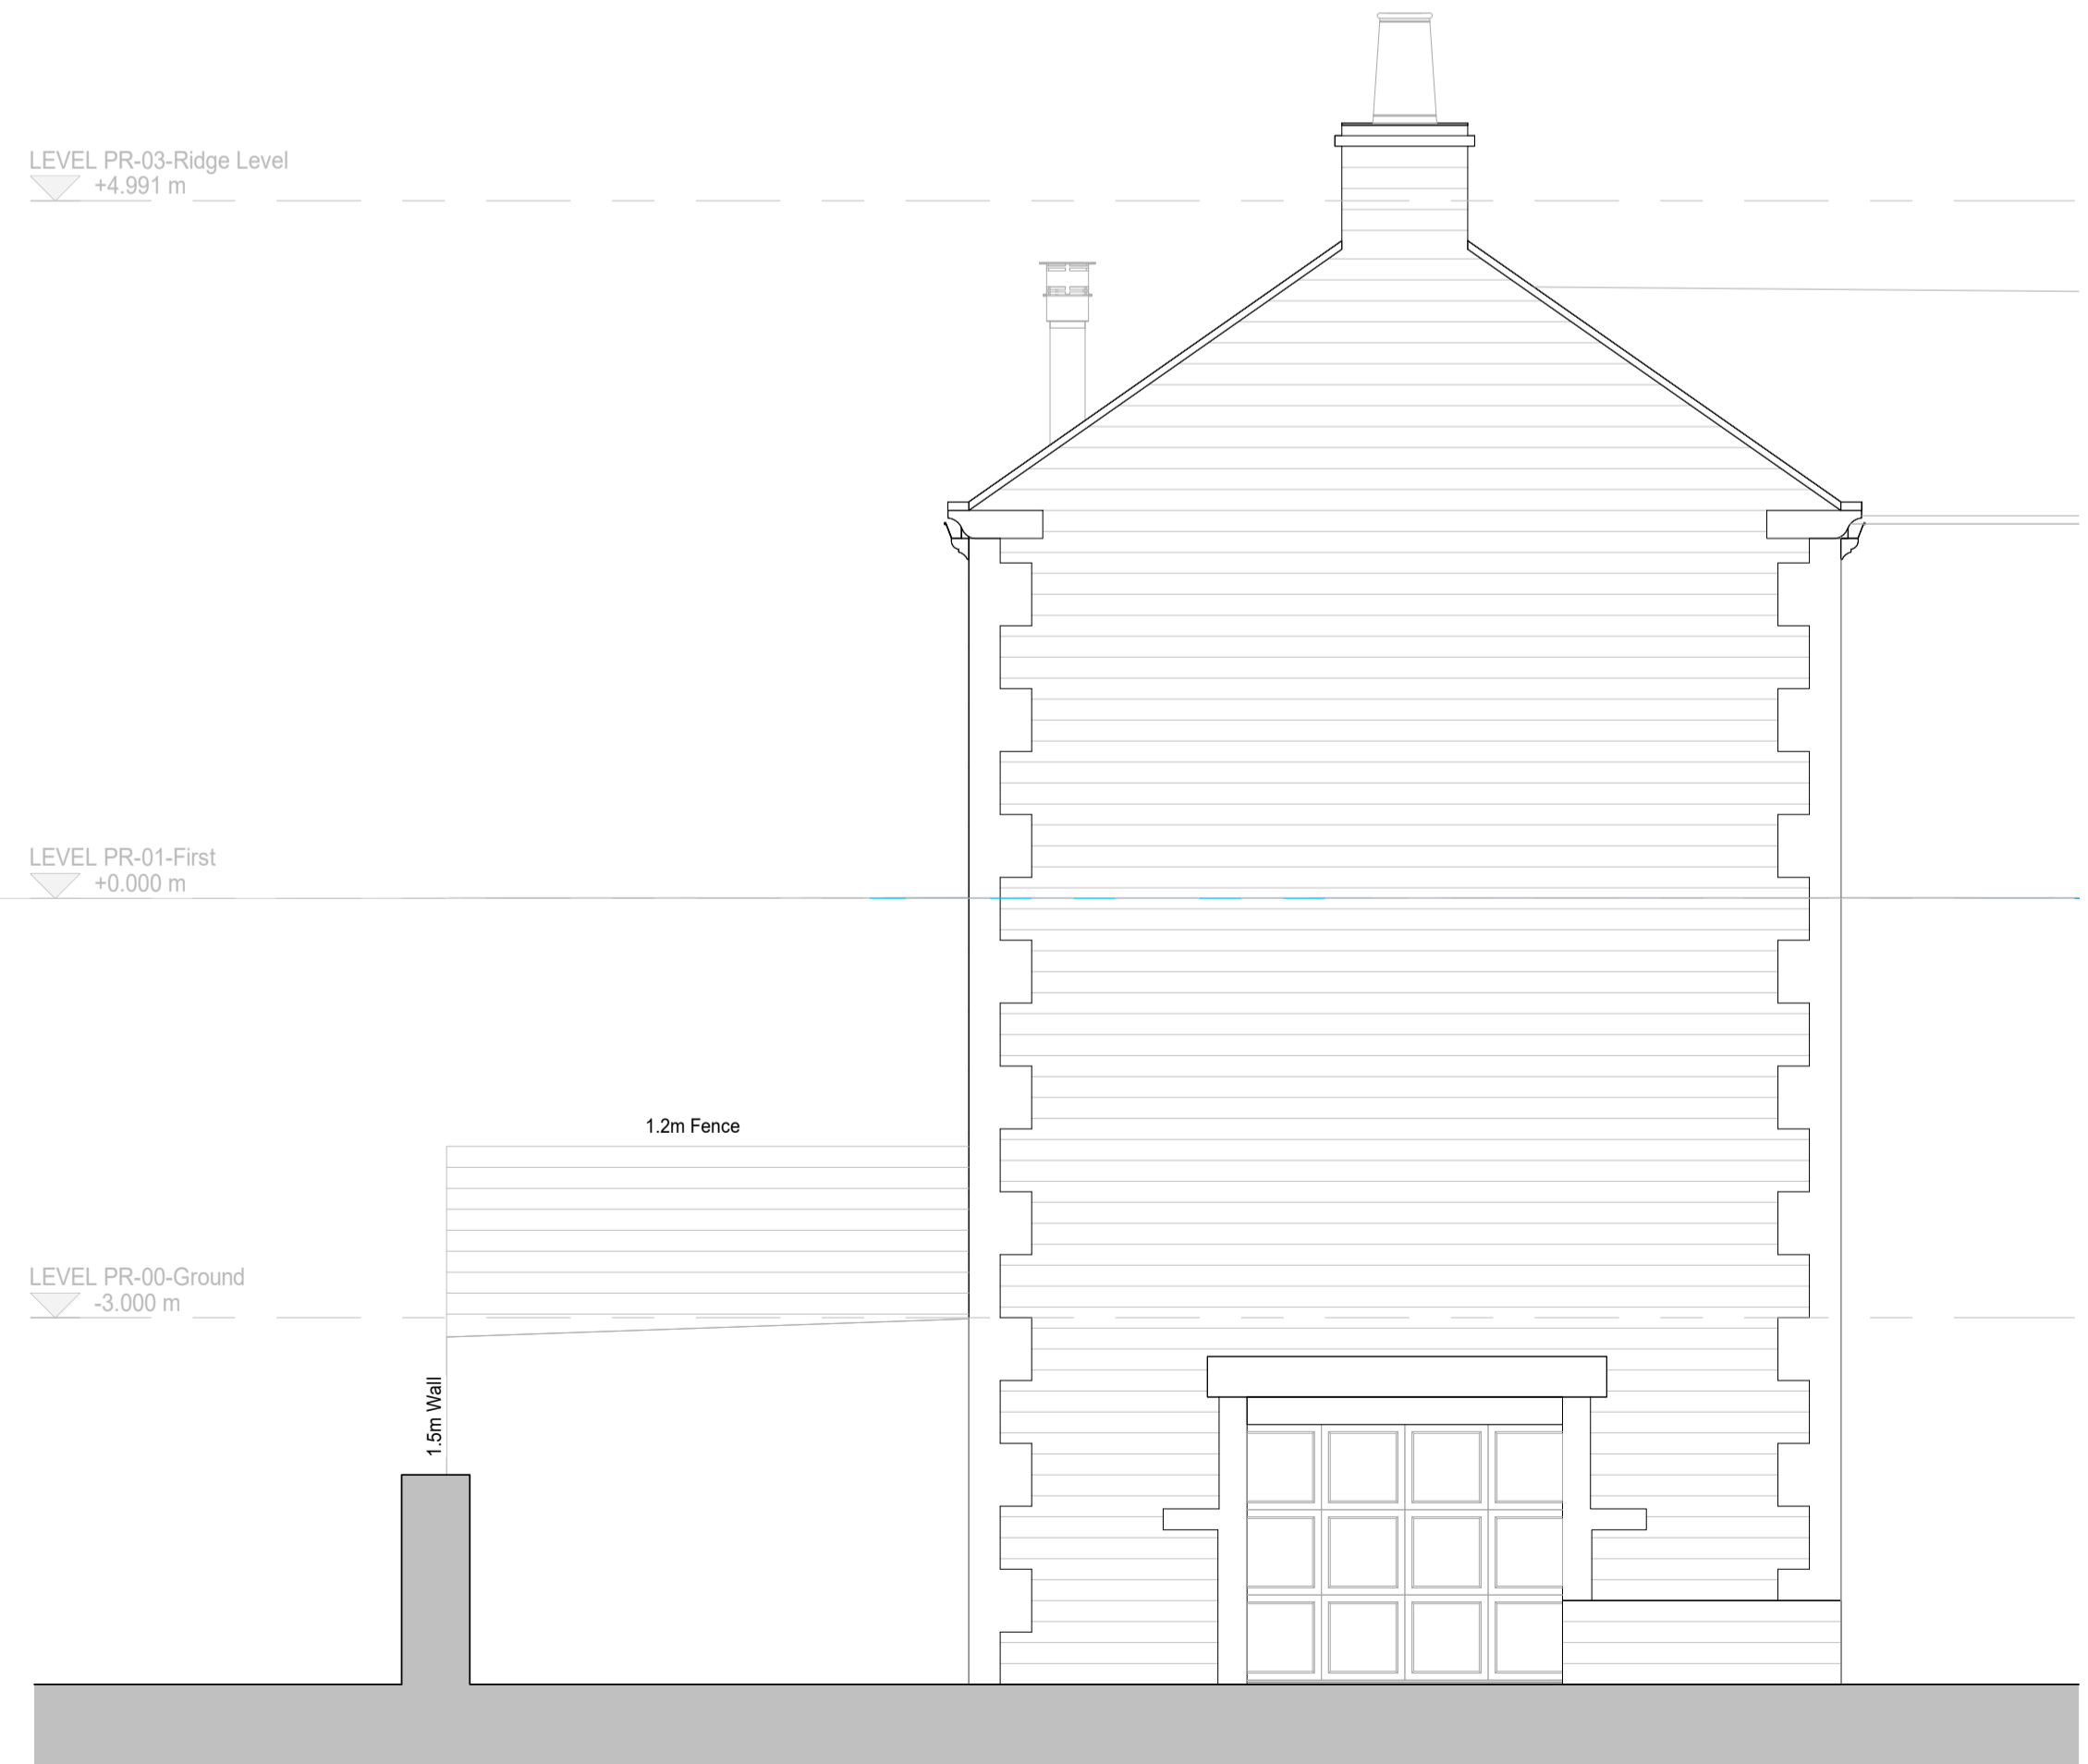 LEVEL PR-03-Ridge Level
+4.991 m
LEVEL PR-01-First
+0.000 m
1.2m Fence
LEVEL PR-00-Ground
-3.000 m
1.5m Wall